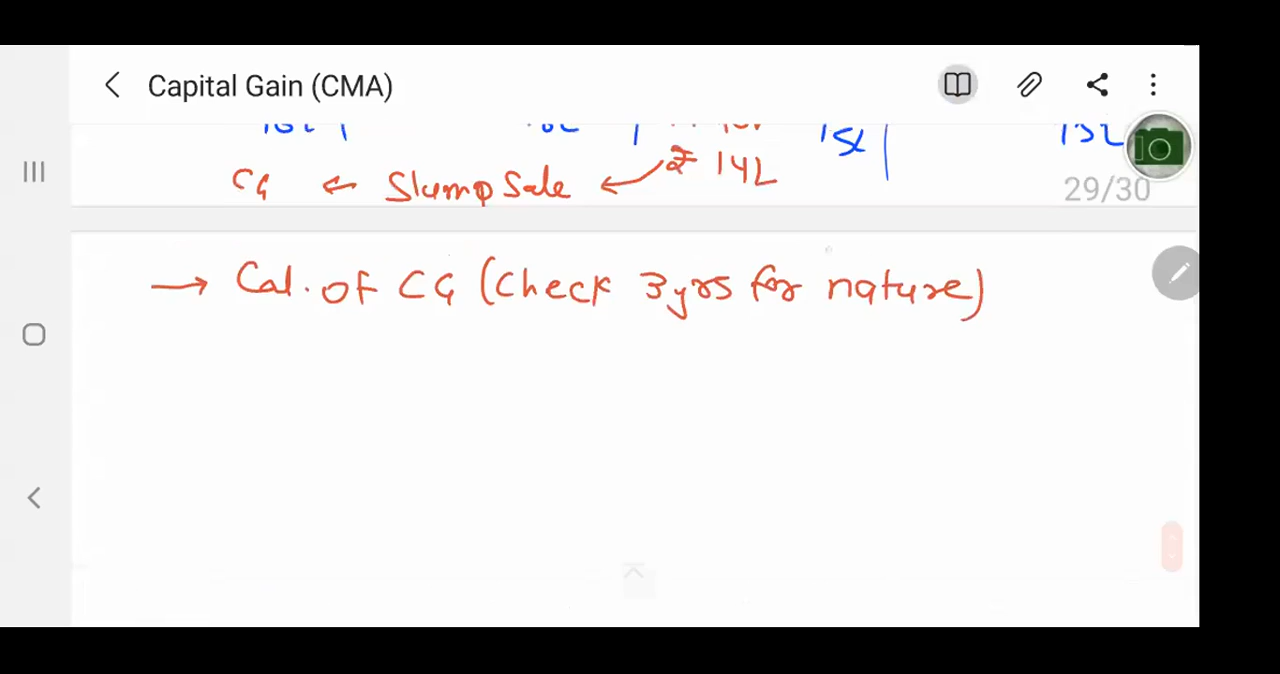 Capital Gain (CMA)
CG ← Slump Sale ← ₹ 14L
29/30
→ Cal. of CG (Check 3yrs for nature)